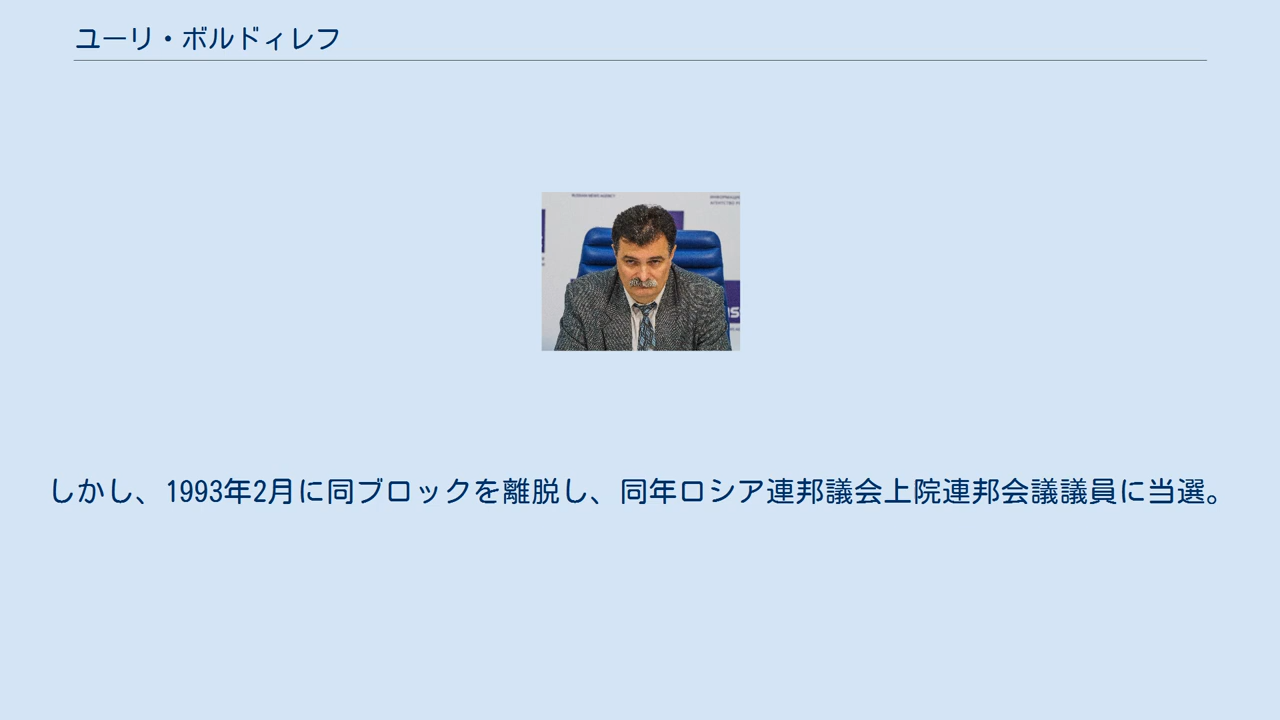 ユーリ・ボルドィレフ
しかし、1993年2月に同ブロックを離脱し、同年ロシア連邦議会上院連邦会議議員に当選。